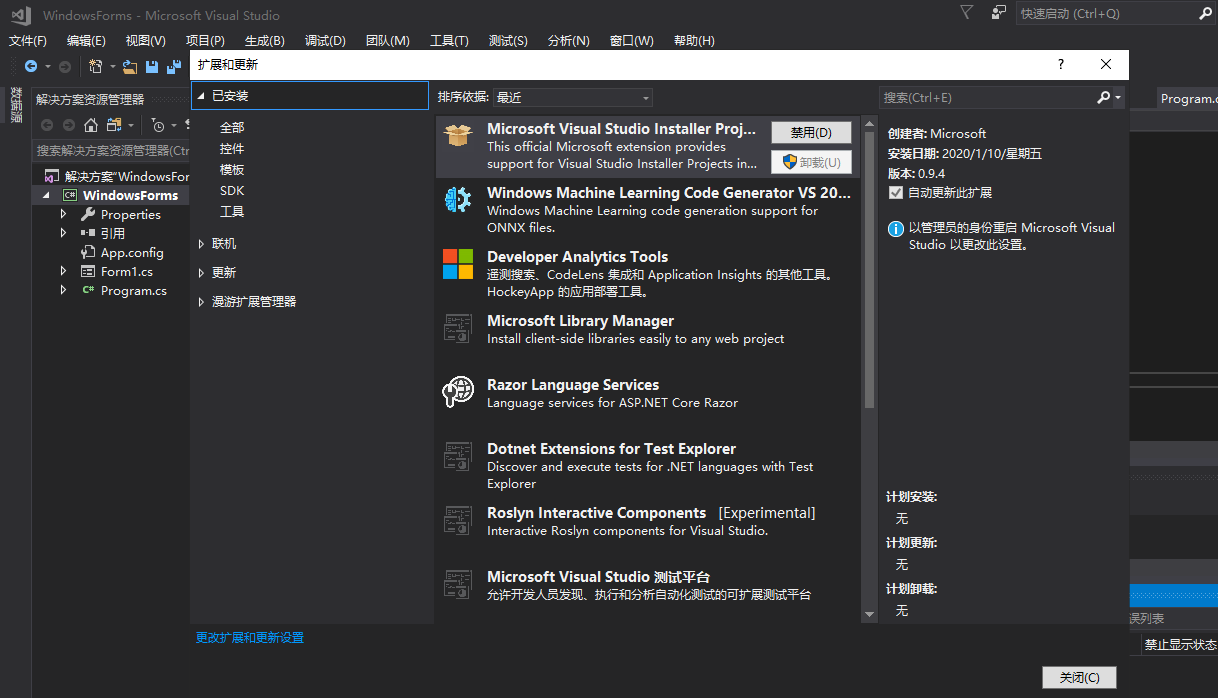 WindowsForms - Microsoft Visual Studio
快速启动 (Ctrl+Q)
文件(F) 编辑(E) 视图(V) 项目(P) 生成(B) 调试(D) 团队(M) 工具(T) 测试(S) 分析(N) 窗口(W) 帮助(H)
数据源
解决方案资源管理器
搜索解决方案资源管理器(Ctr
解决方案"WindowsFor
WindowsForms
Properties
引用
App.config
Form1.cs
C# Program.cs
扩展和更新
?
已安装
全部
控件
模板
SDK
工具
联机
更新
漫游扩展管理器
更改扩展和更新设置
排序依据: 最近
Microsoft Visual Studio Installer Proj...
This official Microsoft extension provides
support for Visual Studio Installer Projects in...
禁用(D)
卸载(U)
Windows Machine Learning Code Generator VS 20...
Windows Machine Learning code generation support for
ONNX files.
Developer Analytics Tools
遥测搜索、CodeLens 集成和 Application Insights 的其他工具。
HockeyApp 的应用部署工具。
Microsoft Library Manager
Install client-side libraries easily to any web project
Razor Language Services
Language services for ASP.NET Core Razor
Dotnet Extensions for Test Explorer
Discover and execute tests for .NET languages with Test
Explorer
Roslyn Interactive Components [Experimental]
Interactive Roslyn components for Visual Studio.
Microsoft Visual Studio 测试平台
允许开发人员发现、执行和分析自动化测试的可扩展测试平台
搜索(Ctrl+E)
创建者: Microsoft
安装日期: 2020/1/10/星期五
版本: 0.9.4
自动更新此扩展
以管理员的身份重启 Microsoft Visual
Studio 以更改此设置。
计划安装:
无
计划更新:
无
计划卸载:
无
关闭(C)
Program.c
误列表
禁止显示状态